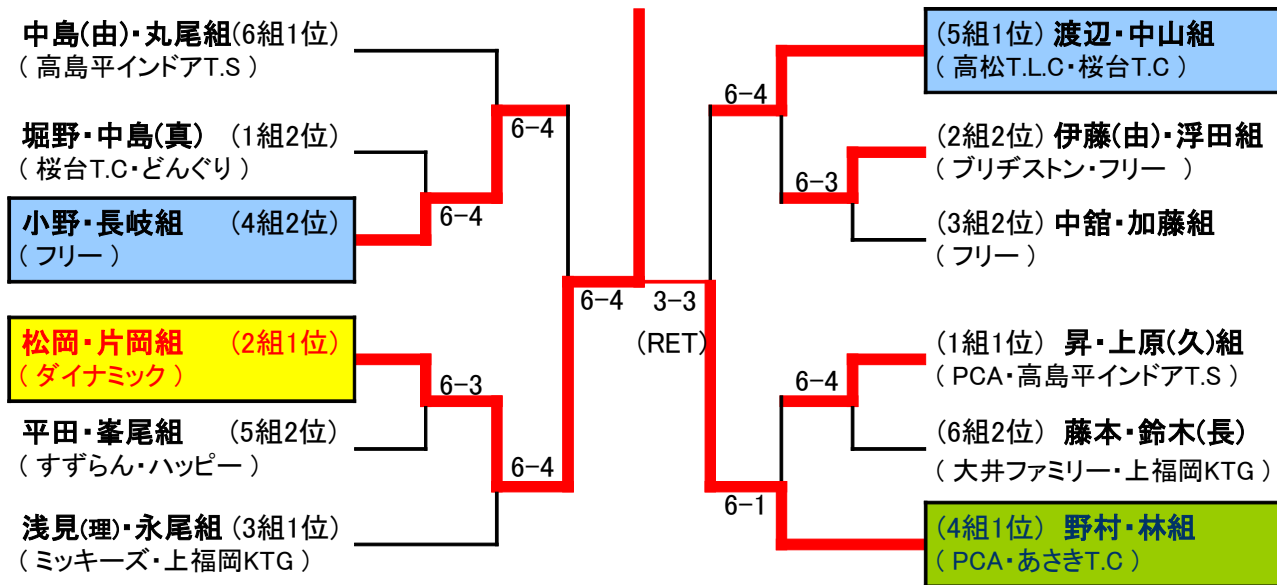 中島(由)・丸尾組(6組1位)
( 高島平インドアT.S )
堀野・中島(真) (1組2位)
( 桜台T.C・どんぐり )
小野・長岐組 (4組2位)
( フリー )
松岡・片岡組 (2組1位)
( ダイナミック )
平田・峯尾組 (5組2位)
( すずらん・ハッピー )
浅見(理)・永尾組 (3組1位)
( ミッキーズ・上福岡KTG )
6-4
6-4
6-3
6-4
6-4
3-3
(RET)
6-4
6-3
6-4
6-1
(5組1位) 渡辺・中山組
( 高松T.L.C・桜台T.C )
(2組2位) 伊藤(由)・浮田組
( ブリヂストン・フリー )
(3組2位) 中舘・加藤組
( フリー )
(1組1位) 昇・上原(久)組
( PCA・高島平インドアT.S )
(6組2位) 藤本・鈴木(長)
( 大井ファミリー・上福岡KTG )
(4組1位) 野村・林組
( PCA・あさきT.C )